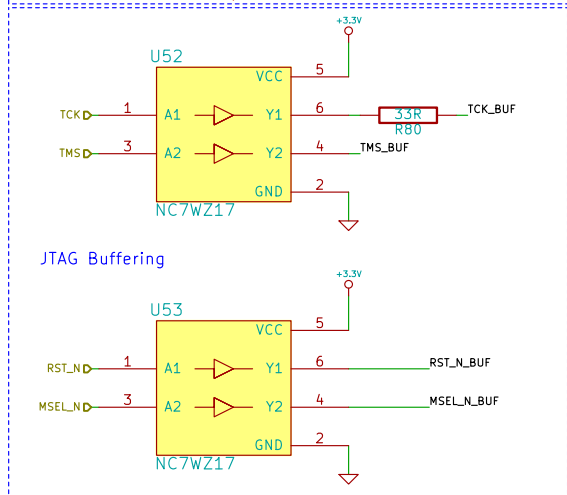 +3.3V
U52
VCC 5
TCK 1 A1 Y1 6 33R TCK_BUF
R80
TMS 3 A2 Y2 4 TMS_BUF
GND 2
NC7WZ17
JTAG Buffering
+3.3V
U53
VCC 5
RST_N 1 A1 Y1 6 RST_N_BUF
MSEL_N 3 A2 Y2 4 MSEL_N_BUF
GND 2
NC7WZ17